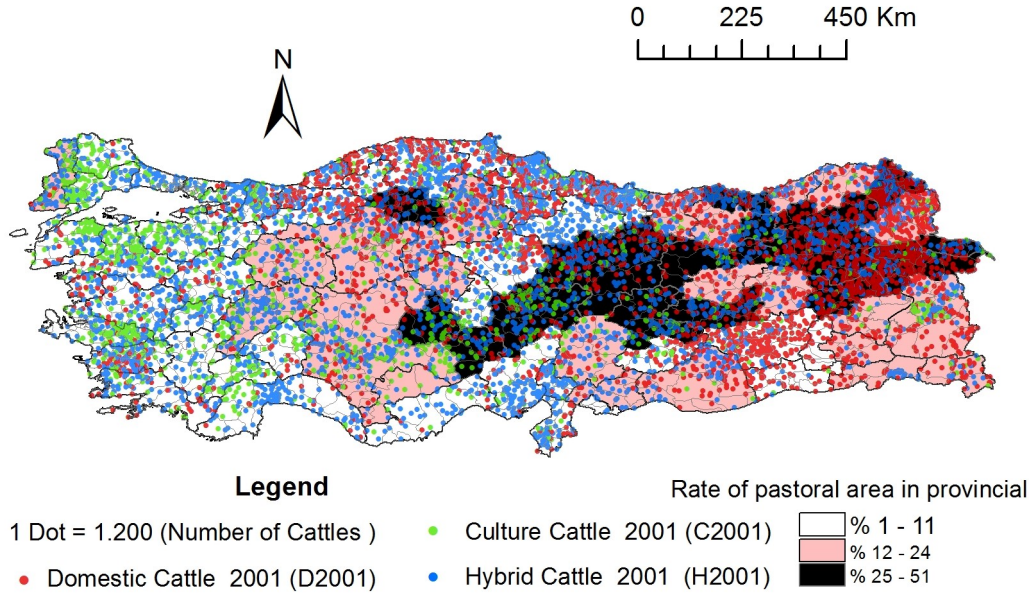 0 225 450 Km
N
Legend
Rate of pastoral area in provincial
1 Dot = 1.200 (Number of Cattles )
Culture Cattle 2001 (C2001)
% 1 - 11
% 12 - 24
Domestic Cattle 2001 (D2001)
Hybrid Cattle 2001 (H2001)
% 25 - 51